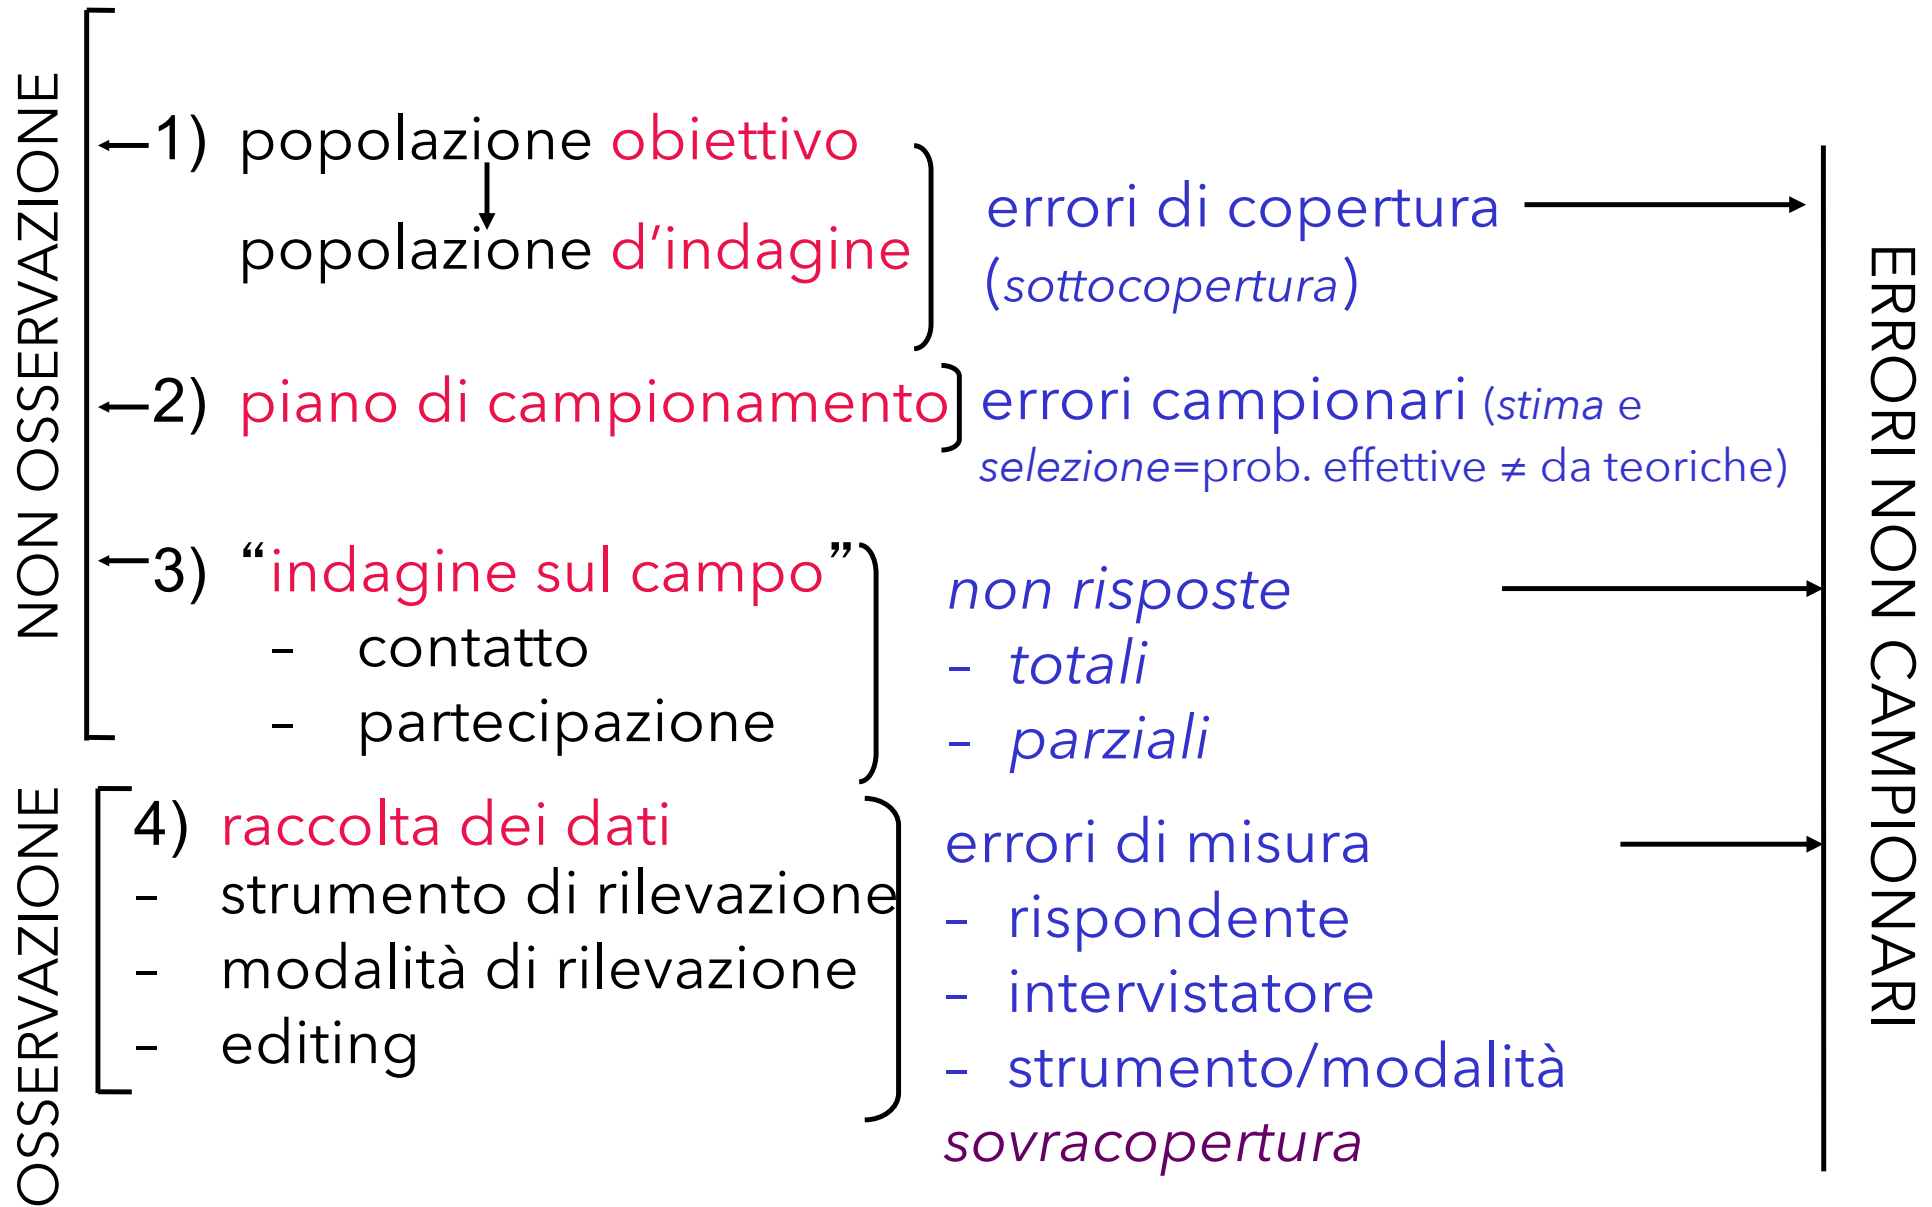 NON OSSERVAZIONE
1) popolazione obiettivo
popolazione d’indagine
errori di copertura
(sottocopertura)
2) piano di campionamento
errori campionari (stima e
selezione=prob. effettive ≠ da teoriche)
3) “indagine sul campo”
- contatto
- partecipazione
non risposte
- totali
- parziali
OSSERVAZIONE
4) raccolta dei dati
- strumento di rilevazione
- modalità di rilevazione
- editing
errori di misura
- rispondente
- intervistatore
- strumento/modalità
sovracopertura
ERRORI NON CAMPIONARI